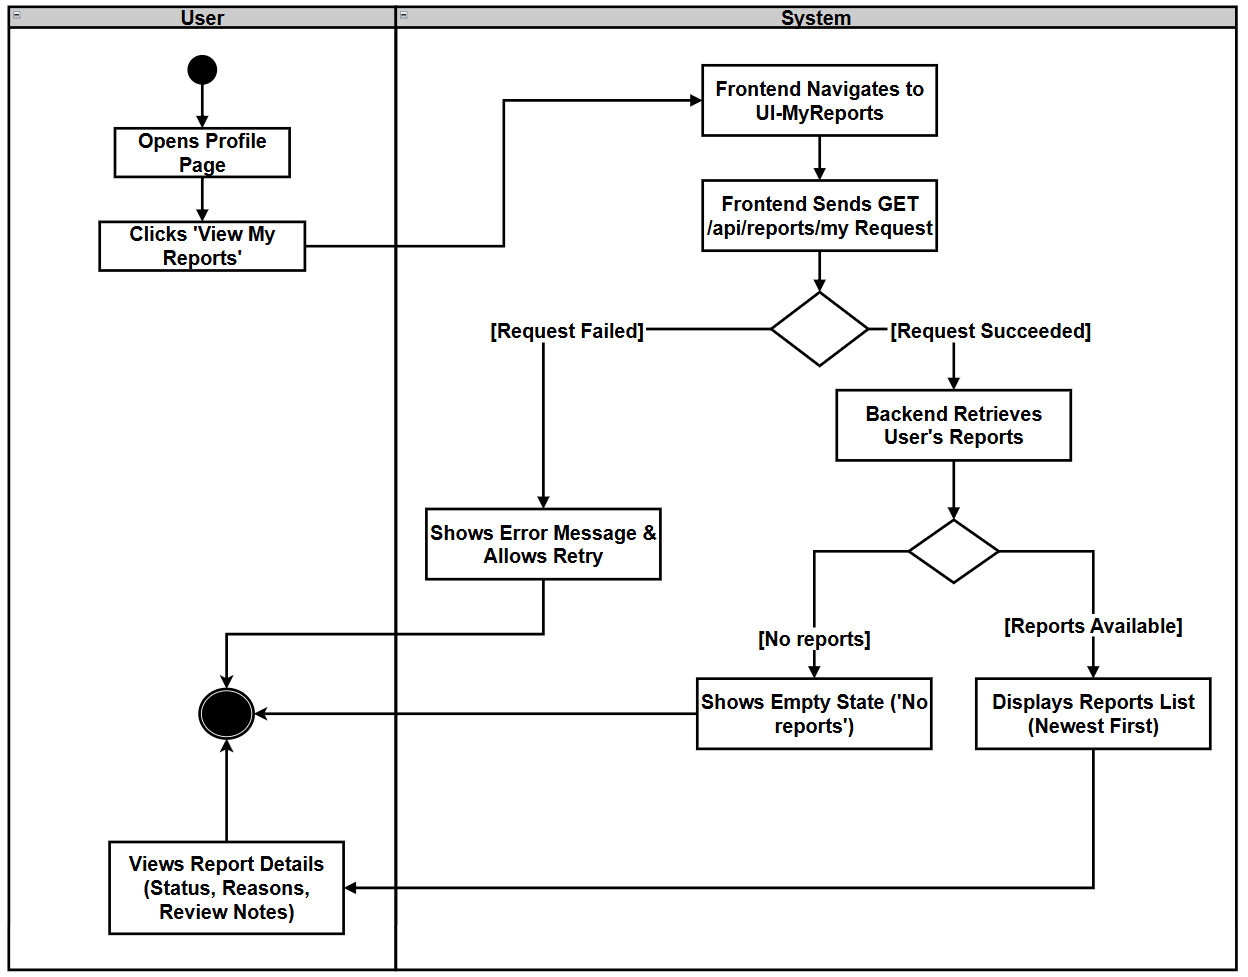 User
System
Opens Profile
Page
Clicks 'View My
Reports'
Frontend Navigates to
UI-MyReports
Frontend Sends GET
/api/reports/my Request
[Request Failed]
[Request Succeeded]
Backend Retrieves
User's Reports
Shows Error Message &
Allows Retry
[No reports]
[Reports Available]
Shows Empty State ('No
reports')
Displays Reports List
(Newest First)
Views Report Details
(Status, Reasons,
Review Notes)